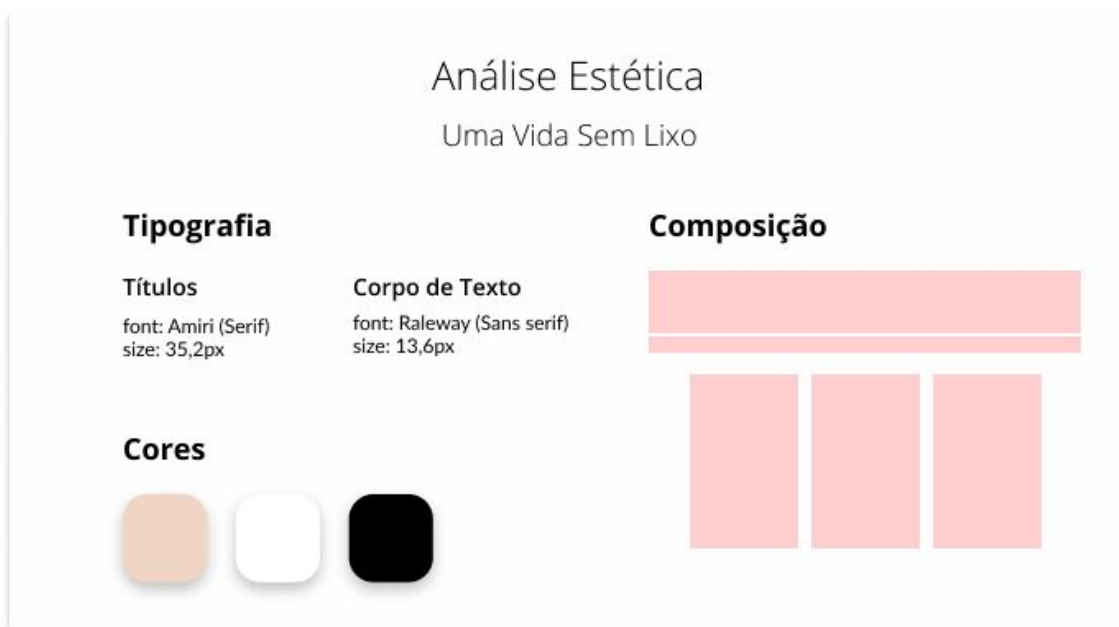 Análise Estética
Uma Vida Sem Lixo
Tipografia
Títulos
font: Amiri (Serif)
size: 35,2px
Corpo de Texto
font: Raleway (Sans serif)
size: 13,6px
Cores
Composição